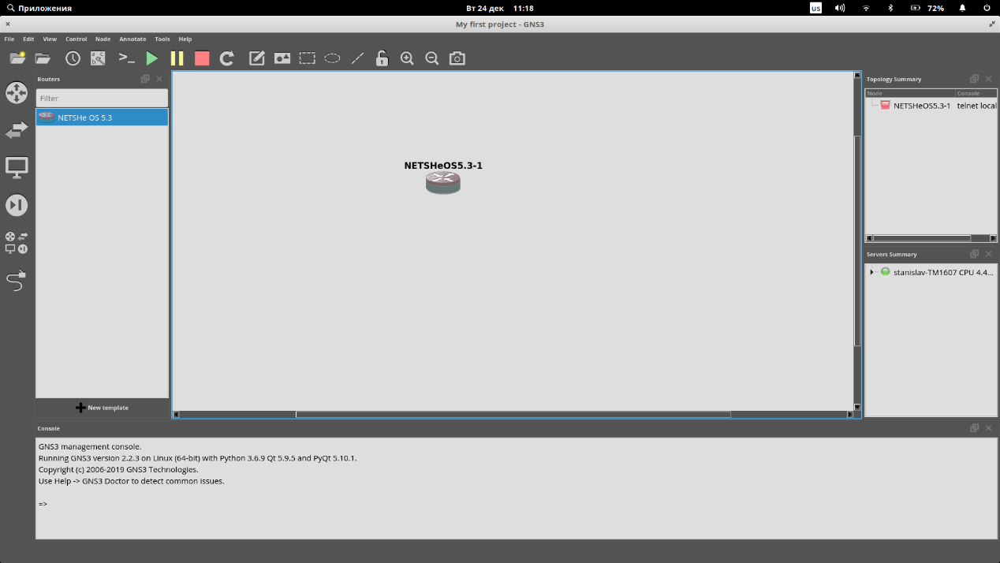 Приложения
Вт 24 дек 11:18
us
72%
My first project - GNS3
File Edit View Control Node Annotate Tools Help
Routers
Filter
NETSHe OS 5.3
New template
NETSHeOS5.3-1
Topology Summary
Node Console
NETSHeOS5.3-1 telnet local
Servers Summary
stanislav-TM1607 CPU 4.4...
Console
GNS3 management console.
Running GNS3 version 2.2.3 on Linux (64-bit) with Python 3.6.9 Qt 5.9.5 and PyQt 5.10.1.
Copyright (c) 2006-2019 GNS3 Technologies.
Use Help -> GNS3 Doctor to detect common issues.
=>